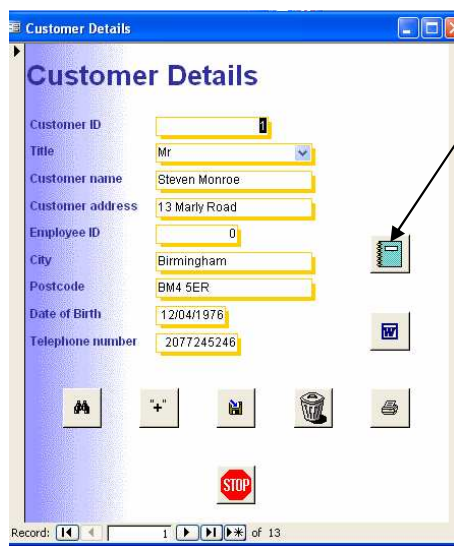 Customer Details
Customer Details
Customer ID 1
Title Mr
Customer name Steven Monroe
Customer address 13 Marly Road
Employee ID 0
City Birmingham
Postcode BM4 5ER
Date of Birth 12/04/1976
Telephone number 2077245246
W
"+"
STOP
Record: 1 of 13